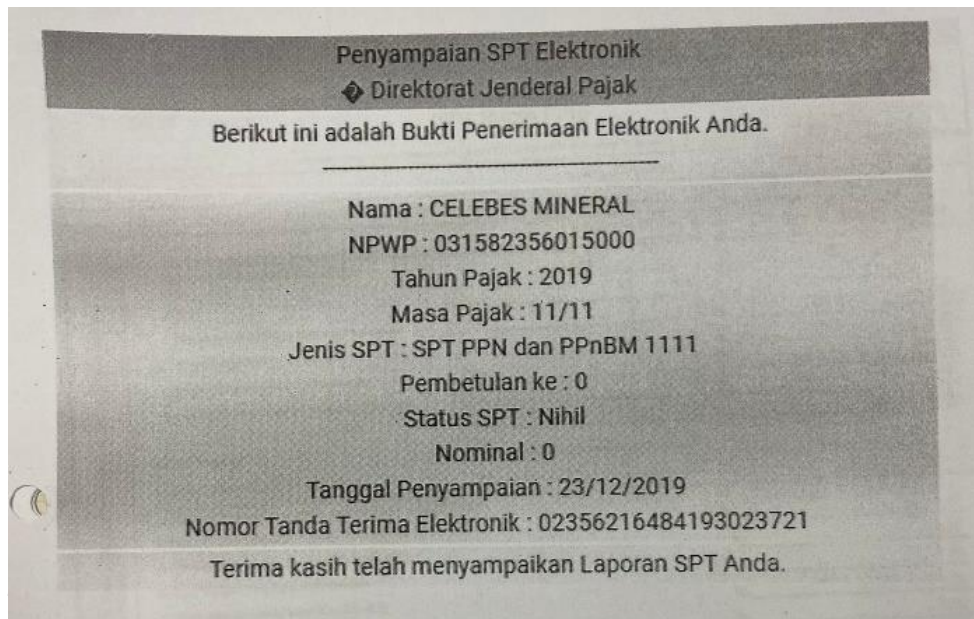 Penyampaian SPT Elektronik
� Direktorat Jenderal Pajak
Berikut ini adalah Bukti Penerimaan Elektronik Anda.
Nama : CELEBES MINERAL
NPWP : 031582356015000
Tahun Pajak : 2019
Masa Pajak : 11/11
Jenis SPT : SPT PPN dan PPnBM 1111
Pembetulan ke : 0
Status SPT : Nihil
Nominal : 0
Tanggal Penyampaian : 23/12/2019
Nomor Tanda Terima Elektronik : 02356216484193023721
Terima kasih telah menyampaikan Laporan SPT Anda.